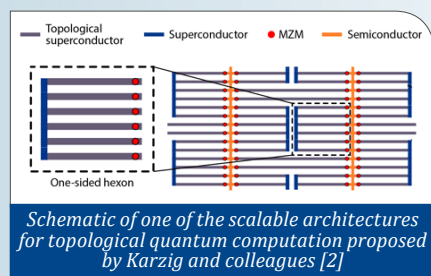 Topological
superconductor
Superconductor
MZM
Semiconductor
One-sided hexon
Schematic of one of the scalable architectures
for topological quantum computation proposed
by Karzig and colleagues [2]